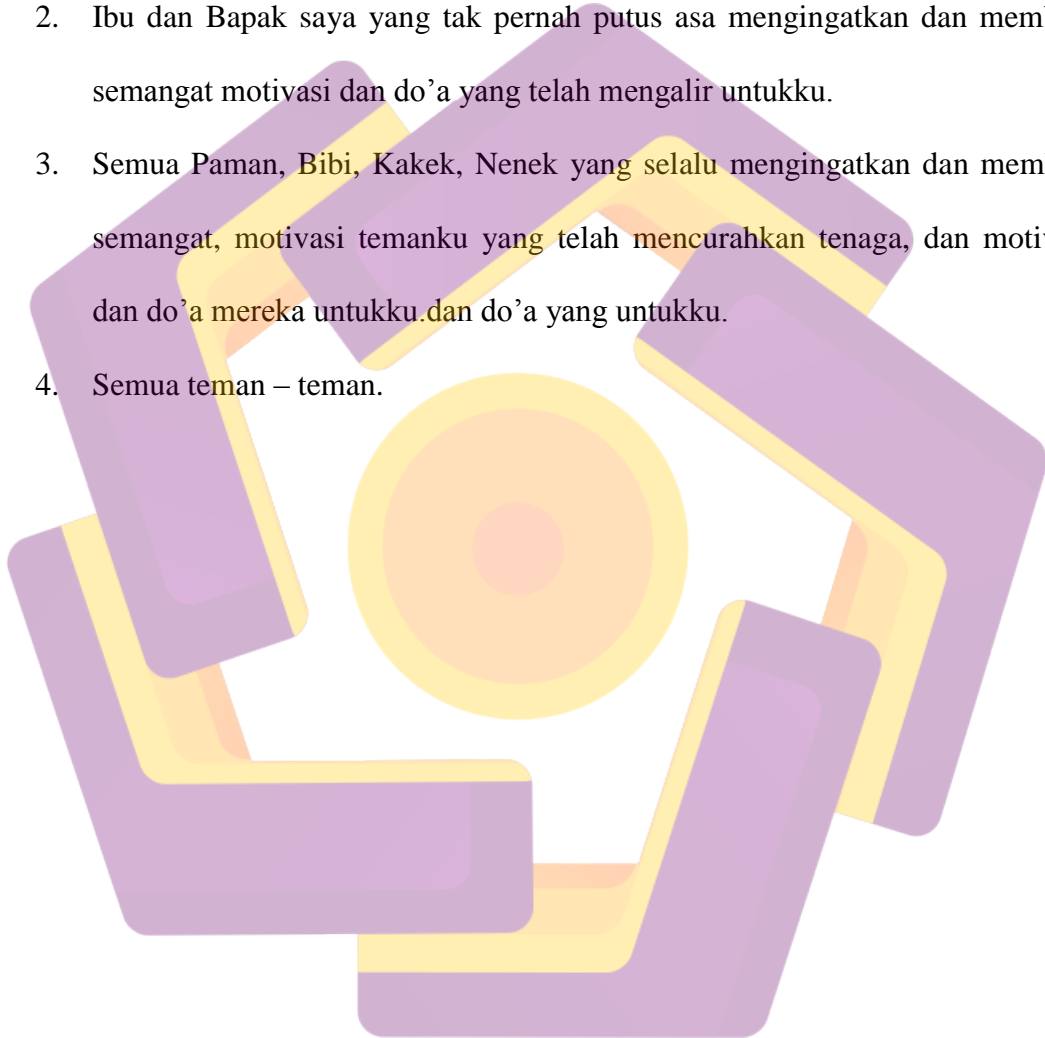 2. Ibu dan Bapak saya yang tak pernah putus asa mengingatkan dan mem
semangat motivasi dan do’a yang telah mengalir untukku.
3. Semua Paman, Bibi, Kakek, Nenek yang selalu mengingatkan dan mem
semangat, motivasi temanku yang telah mencurahkan tenaga, dan moti
dan do’a mereka untukku.dan do’a yang untukku.
4. Semua teman – teman.